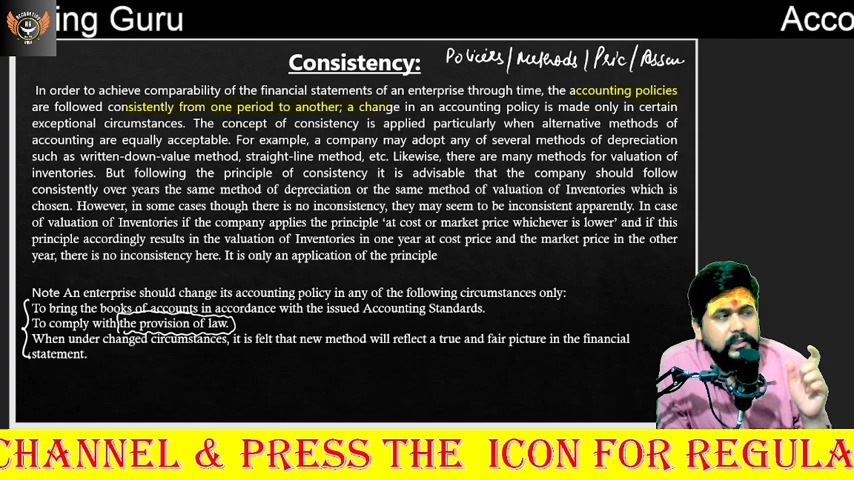 ing Guru
Acco
Consistency:
Policies/Methods/Pric/Assum
In order to achieve comparability of the financial statements of an enterprise through time, the accounting policies
are followed consistently from one period to another; a change in an accounting policy is made only in certain
exceptional circumstances. The concept of consistency is applied particularly when alternative methods of
accounting are equally acceptable. For example, a company may adopt any of several methods of depreciation
such as written-down-value method, straight-line method, etc. Likewise, there are many methods for valuation of
inventories. But following the principle of consistency it is advisable that the company should follow
consistently over years the same method of depreciation or the same method of valuation of Inventories which is
chosen. However, in some cases though there is no inconsistency, they may seem to be inconsistent apparently. In case
of valuation of Inventories if the company applies the principle ‘at cost or market price whichever is lower’ and if this
principle accordingly results in the valuation of Inventories in one year at cost price and the market price in the other
year, there is no inconsistency here. It is only an application of the principle
Note An enterprise should change its accounting policy in any of the following circumstances only:
To bring the books of accounts in accordance with the issued Accounting Standards.
To comply with the provision of law.
When under changed circumstances, it is felt that new method will reflect a true and fair picture in the financial
statement.
CHANNEL & PRESS THE ICON FOR REGULA